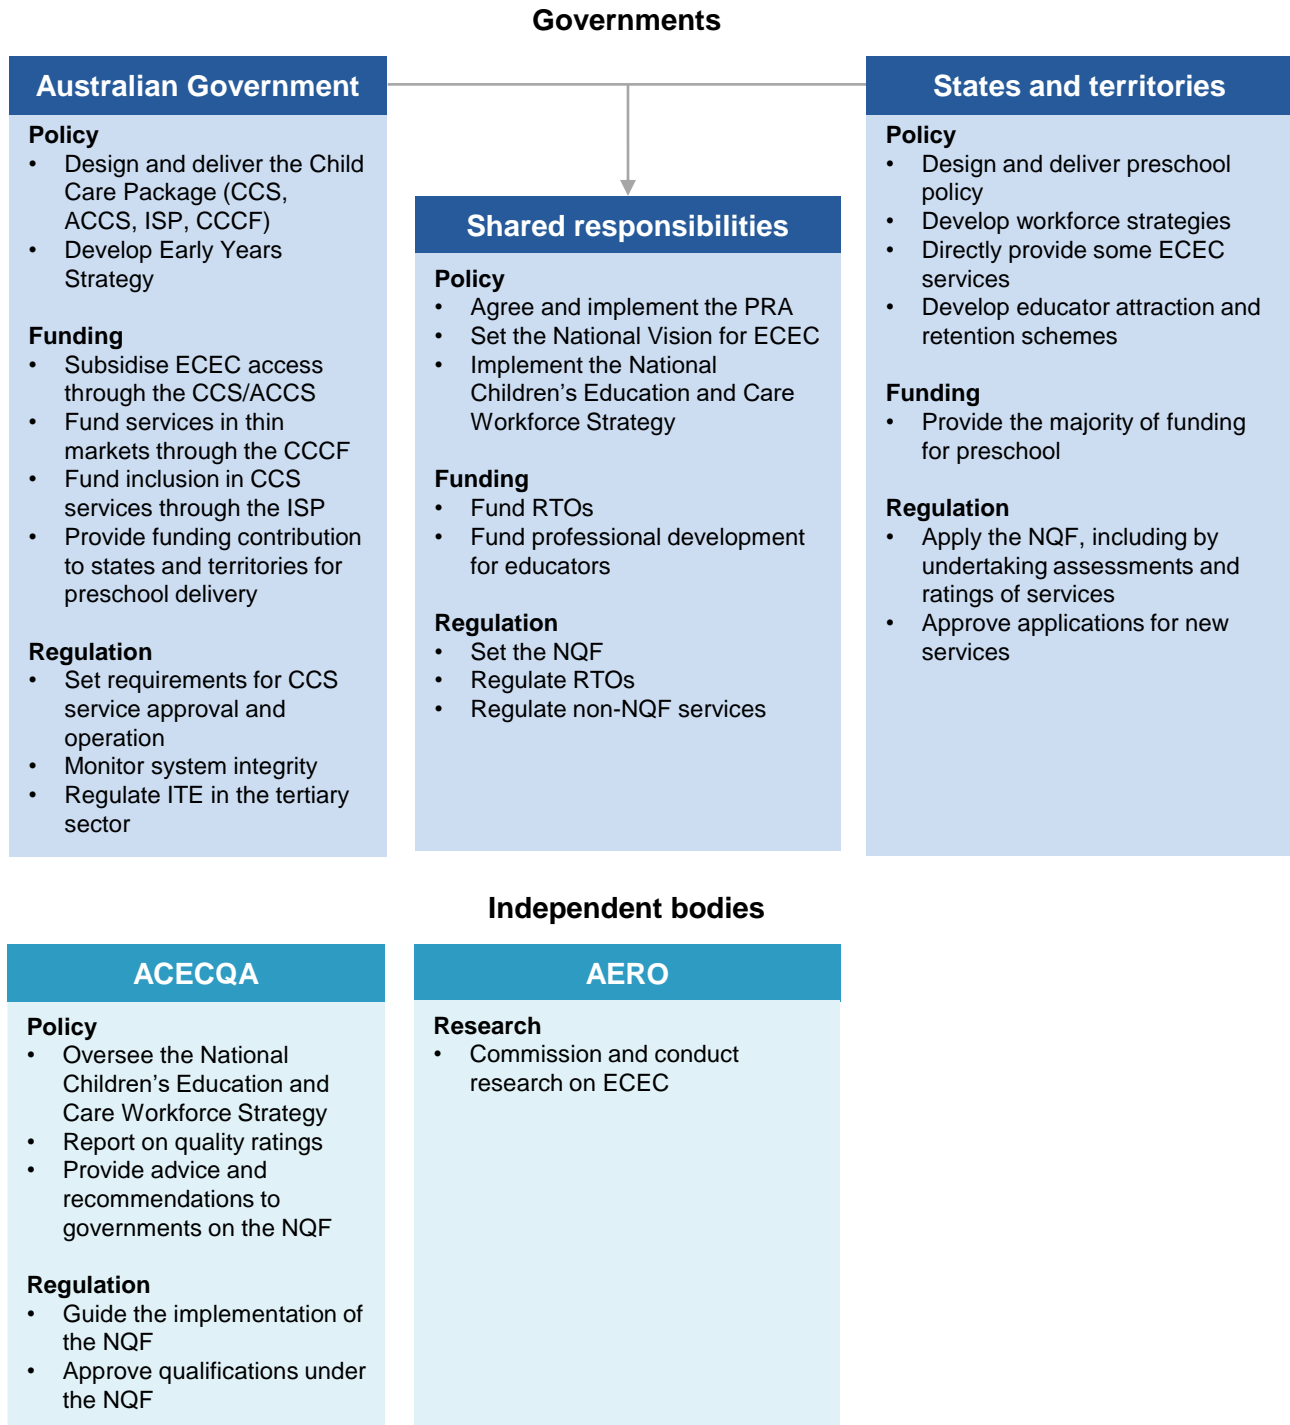 Governments
Australian Government
Policy
• Design and deliver the Child
Care Package (CCS,
ACCS, ISP, CCCF)
• Develop Early Years
Strategy
Funding
• Subsidise ECEC access
through the CCS/ACCS
• Fund services in thin
markets through the CCCF
• Fund inclusion in CCS
services through the ISP
• Provide funding contribution
to states and territories for
preschool delivery
Regulation
• Set requirements for CCS
service approval and
operation
• Monitor system integrity
• Regulate ITE in the tertiary
sector
Shared responsibilities
Policy
• Agree and implement the PRA
• Set the National Vision for ECEC
• Implement the National
Children’s Education and Care
Workforce Strategy
Funding
• Fund RTOs
• Fund professional development
for educators
Regulation
• Set the NQF
• Regulate RTOs
• Regulate non-NQF services
States and territories
Policy
• Design and deliver preschool
policy
• Develop workforce strategies
• Directly provide some ECEC
services
• Develop educator attraction and
retention schemes
Funding
• Provide the majority of funding
for preschool
Regulation
• Apply the NQF, including by
undertaking assessments and
ratings of services
• Approve applications for new
services
Independent bodies
ACECQA
Policy
• Oversee the National
Children’s Education and
Care Workforce Strategy
• Report on quality ratings
• Provide advice and
recommendations to
governments on the NQF
Regulation
• Guide the implementation of
the NQF
• Approve qualifications under
the NQF
AERO
Research
• Commission and conduct
research on ECEC